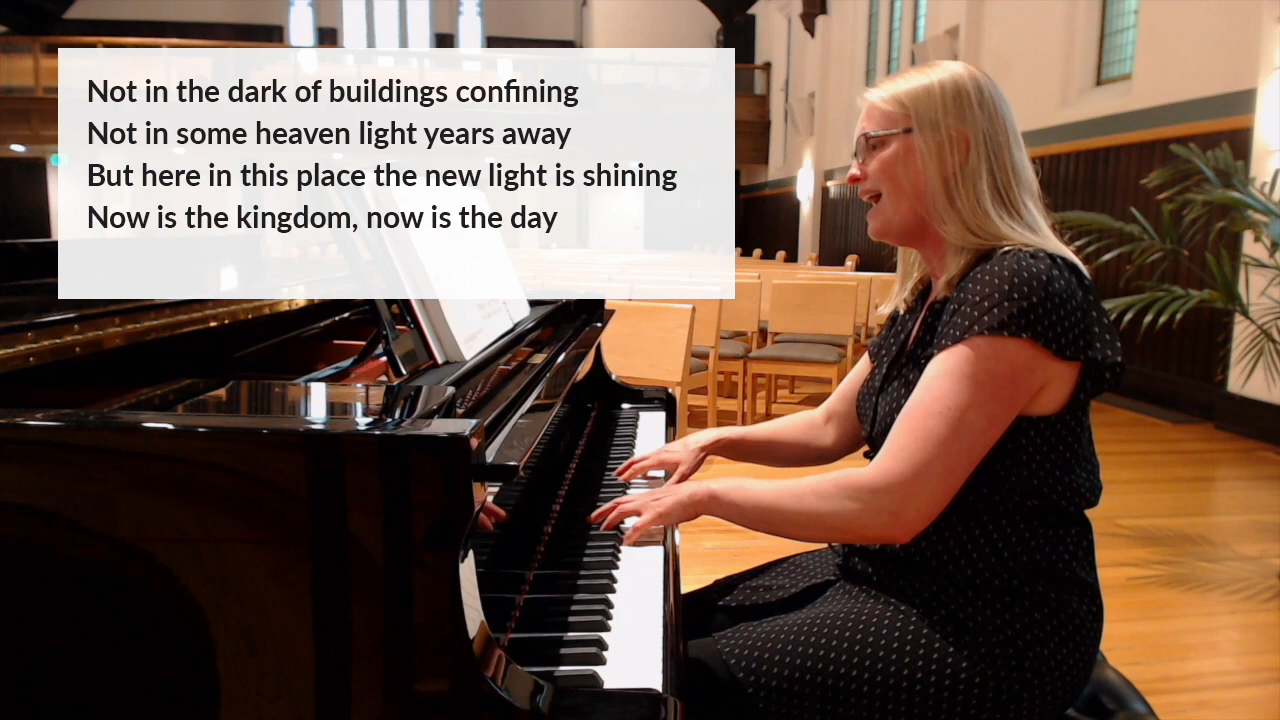 Not in the dark of buildings confining
Not in some heaven light years away
But here in this place the new light is shining
Now is the kingdom, now is the day